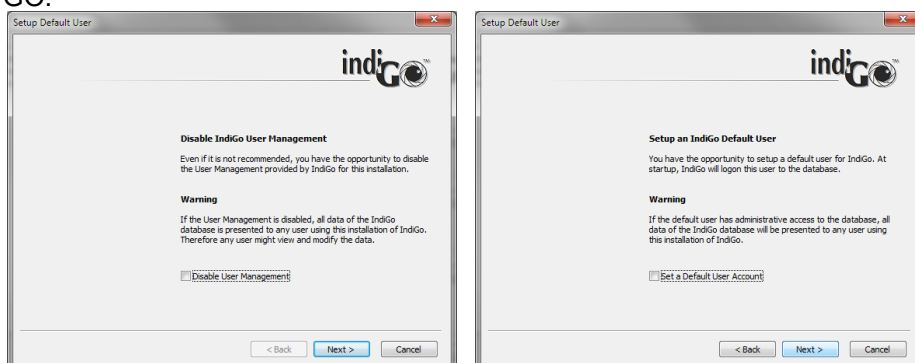 GO.
Setup Default User
indiGO™
Disable IndiGo User Management
Even if it is not recommended, you have the opportunity to disable
the User Management provided by IndiGo for this installation.
Warning
If the User Management is disabled, all data of the IndiGo
database is presented to any user using this installation of IndiGo.
Therefore any user might view and modify the data.
Disable User Management
< Back
Next >
Cancel
Setup Default User
indiGO™
Setup an IndiGo Default User
You have the opportunity to setup a default user for IndiGo. At
startup, IndiGo will logon this user to the database.
Warning
If the default user has administrative access to the database, all
data of the IndiGo database will be presented to any user using
this installation of IndiGo.
Set a Default User Account
< Back
Next >
Cancel